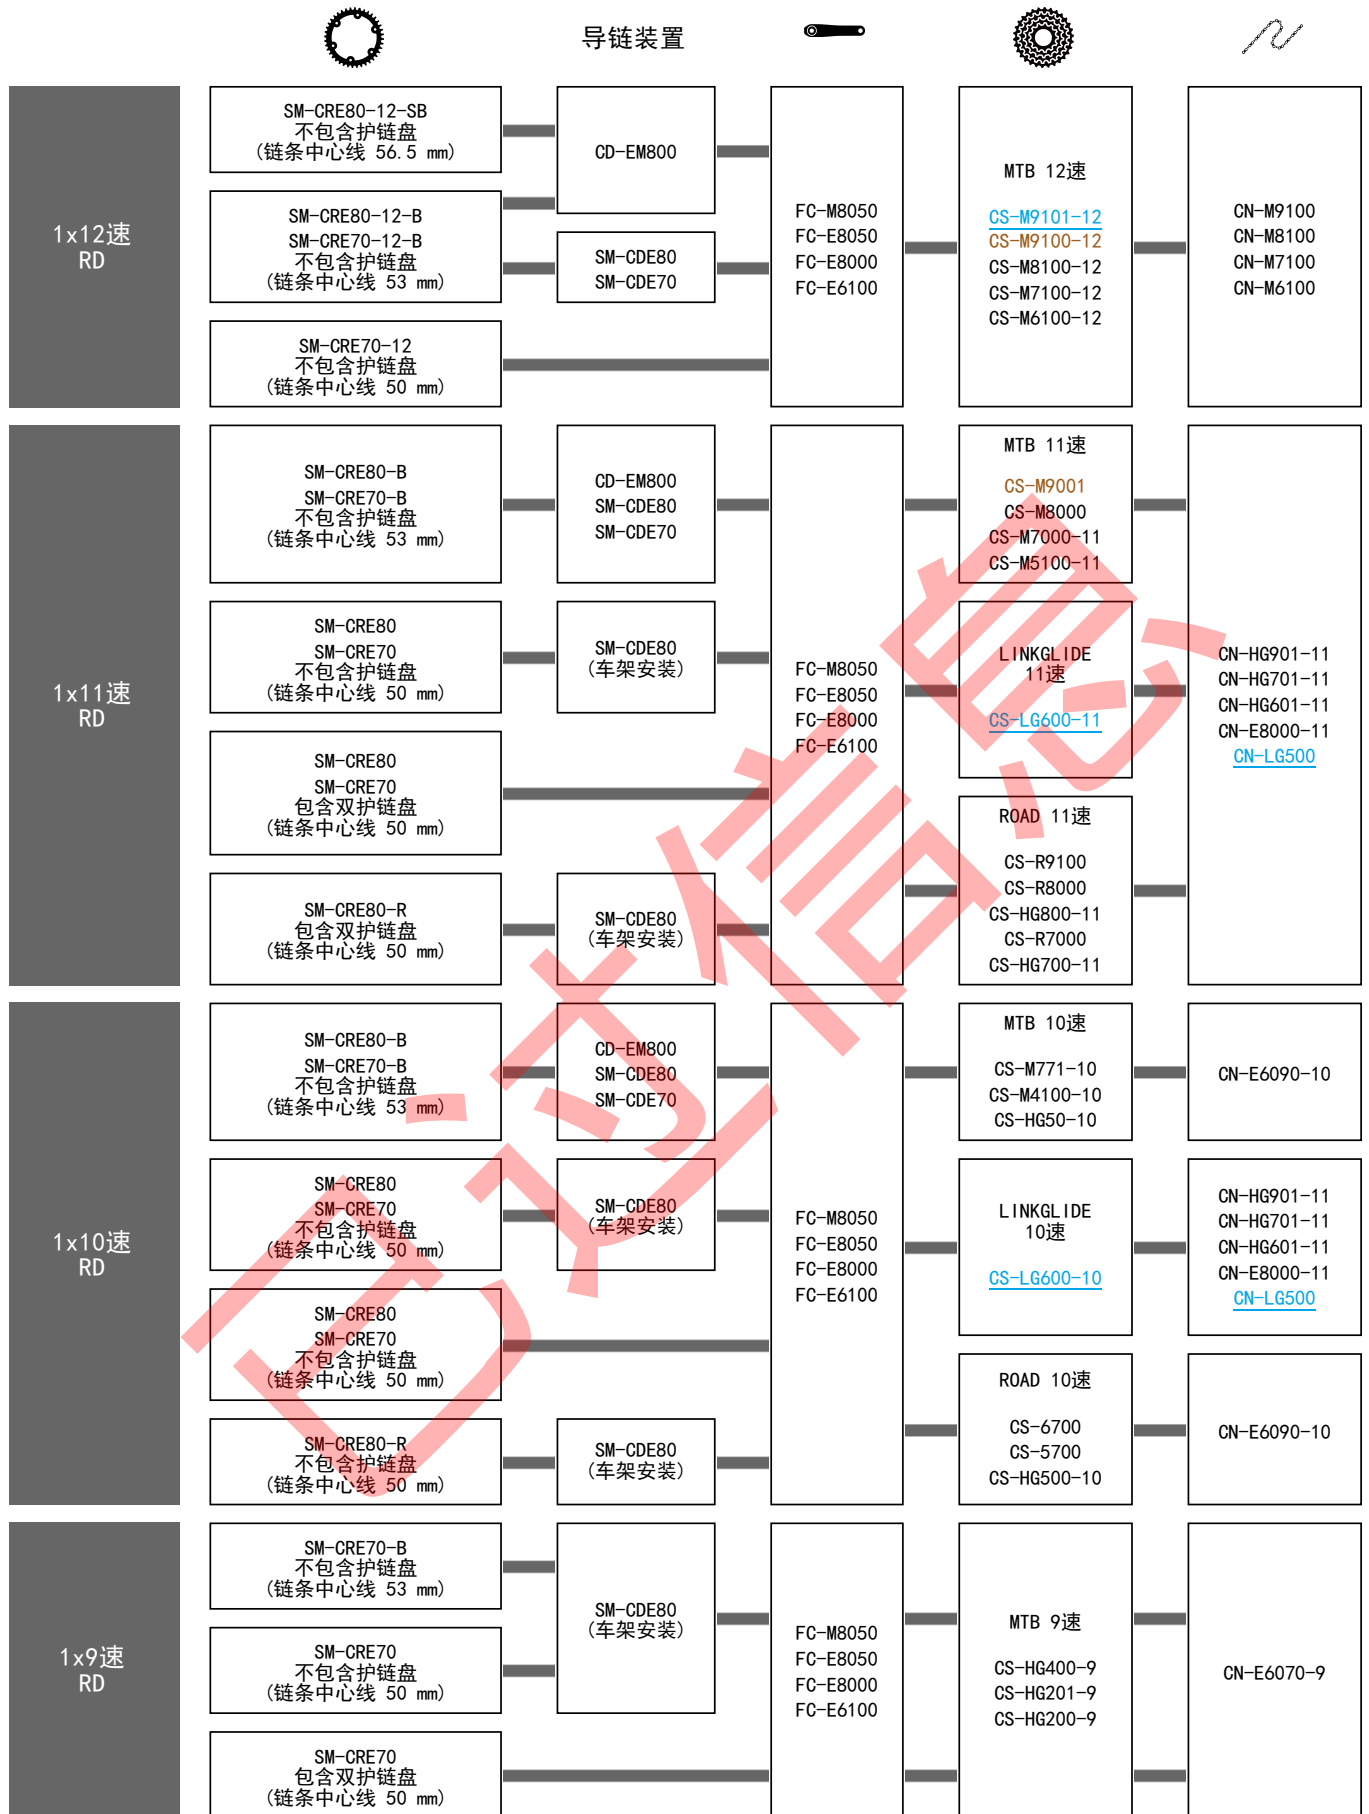 导链装置
1x12速
RD
SM-CRE80-12-SB
不包含护链盘
(链条中心线 56.5 mm)
SM-CRE80-12-B
SM-CRE70-12-B
不包含护链盘
(链条中心线 53 mm)
SM-CRE70-12
不包含护链盘
(链条中心线 50 mm)
CD-EM800
SM-CDE80
SM-CDE70
FC-M8050
FC-E8050
FC-E8000
FC-E6100
MTB 12速
CS-M9101-12
CS-M9100-12
CS-M8100-12
CS-M7100-12
CS-M6100-12
CN-M9100
CN-M8100
CN-M7100
CN-M6100
1x11速
RD
SM-CRE80-B
SM-CRE70-B
不包含护链盘
(链条中心线 53 mm)
SM-CRE80
SM-CRE70
不包含护链盘
(链条中心线 50 mm)
SM-CRE80
SM-CRE70
包含双护链盘
(链条中心线 50 mm)
SM-CRE80-R
包含双护链盘
(链条中心线 50 mm)
CD-EM800
SM-CDE80
SM-CDE70
SM-CDE80
(车架安装)
SM-CDE80
(车架安装)
FC-M8050
FC-E8050
FC-E8000
FC-E6100
MTB 11速
CS-M9001
CS-M8000
CS-M7000-11
CS-M5100-11
LINKGLIDE
11速
CS-LG600-11
ROAD 11速
CS-R9100
CS-R8000
CS-HG800-11
CS-R7000
CS-HG700-11
CN-HG901-11
CN-HG701-11
CN-HG601-11
CN-E8000-11
CN-LG500
1x10速
RD
SM-CRE80-B
SM-CRE70-B
不包含护链盘
(链条中心线 53 mm)
SM-CRE80
SM-CRE70
不包含护链盘
(链条中心线 50 mm)
SM-CRE80
SM-CRE70
不包含护链盘
(链条中心线 50 mm)
SM-CRE80-R
不包含护链盘
(链条中心线 50 mm)
CD-EM800
SM-CDE80
SM-CDE70
SM-CDE80
(车架安装)
SM-CDE80
(车架安装)
FC-M8050
FC-E8050
FC-E8000
FC-E6100
MTB 10速
CS-M771-10
CS-M4100-10
CS-HG50-10
LINKGLIDE
10速
CS-LG600-10
ROAD 10速
CS-6700
CS-5700
CS-HG500-10
CN-E6090-10
CN-HG901-11
CN-HG701-11
CN-HG601-11
CN-E8000-11
CN-LG500
CN-E6090-10
1x9速
RD
SM-CRE70-B
不包含护链盘
(链条中心线 53 mm)
SM-CRE70
不包含护链盘
(链条中心线 50 mm)
SM-CRE70
包含双护链盘
(链条中心线 50 mm)
SM-CDE80
(车架安装)
FC-M8050
FC-E8050
FC-E8000
FC-E6100
MTB 9速
CS-HG400-9
CS-HG201-9
CS-HG200-9
CN-E6070-9
已过信息